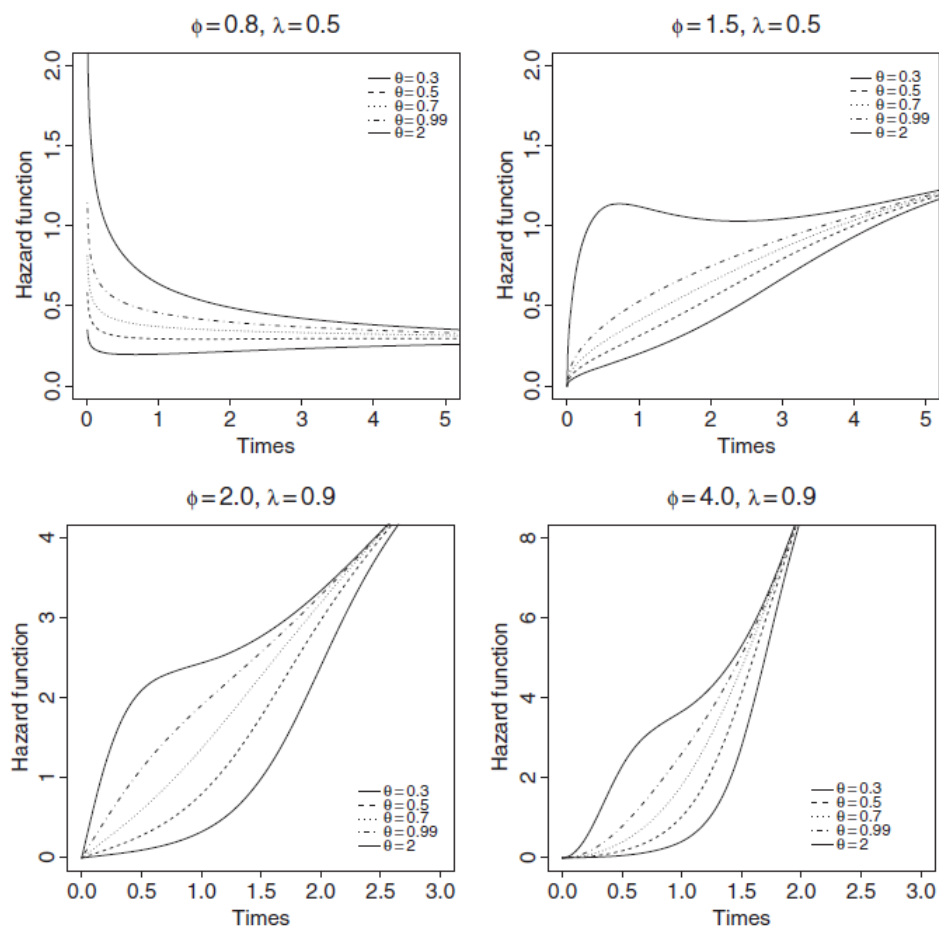 ϕ=0.8, λ=0.5
Hazard function
2.0
1.5
1.0
0.5
0.0
θ=0.3
θ=0.5
θ=0.7
θ=0.99
θ=2
0 1 2 3 4 5
Times
ϕ=1.5, λ=0.5
Hazard function
2.0
1.5
1.0
0.5
0.0
θ=0.3
θ=0.5
θ=0.7
θ=0.99
θ=2
0 1 2 3 4 5
Times
ϕ=2.0, λ=0.9
Hazard function
4
3
2
1
0
θ=0.3
θ=0.5
θ=0.7
θ=0.99
θ=2
0.0 0.5 1.0 1.5 2.0 2.5 3.0
Times
ϕ=4.0, λ=0.9
Hazard function
8
6
4
2
0
θ=0.3
θ=0.5
θ=0.7
θ=0.99
θ=2
0.0 0.5 1.0 1.5 2.0 2.5 3.0
Times